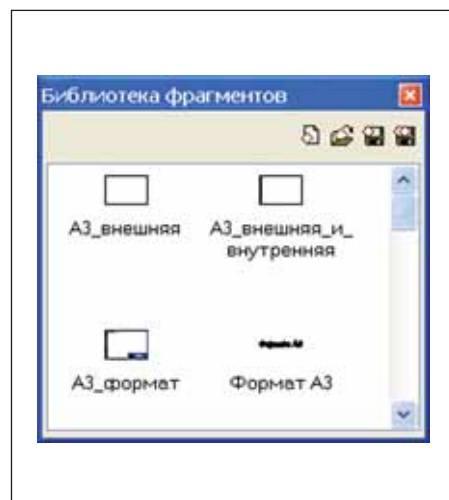 Библиотека фрагментов
А3_внешняя
А3_внешняя_и_
внутренняя
А3_формат
Формат А3